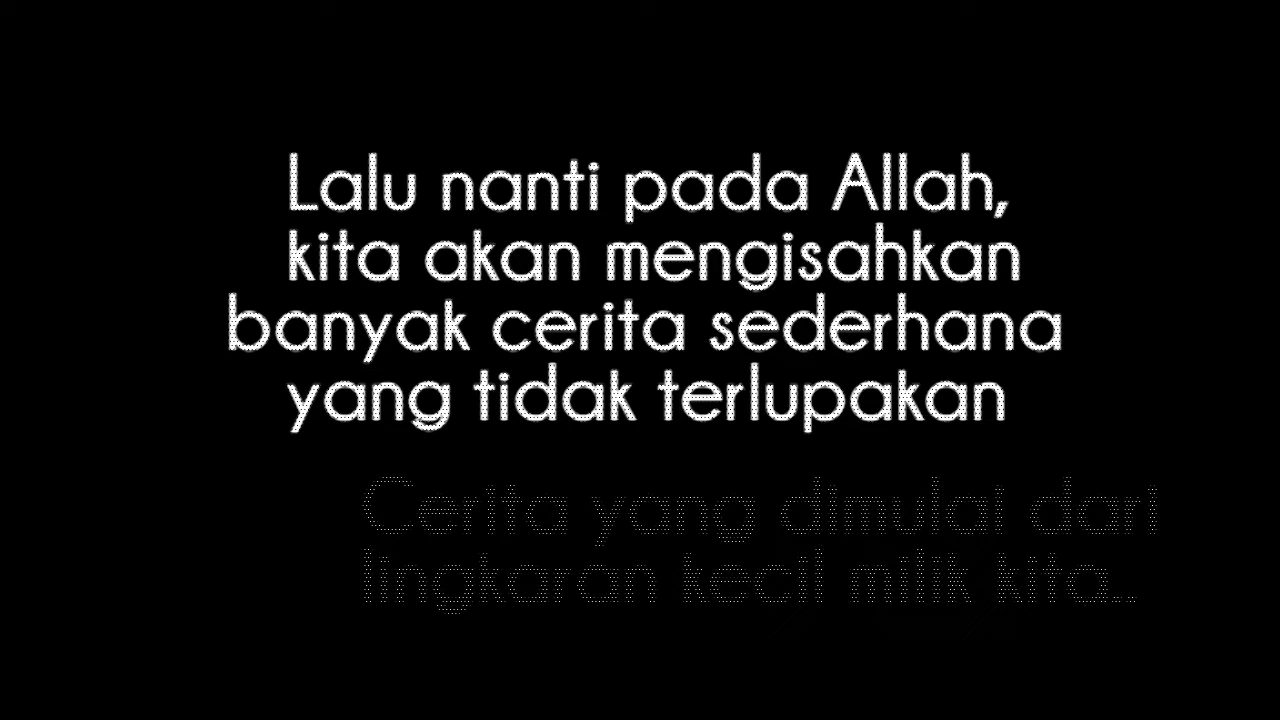 Lalu nanti pada Allah,
kita akan mengisahkan
banyak cerita sederhana
yang tidak terlupakan
Cerita yang dimulai dari
lingkaran kecil milik kita..